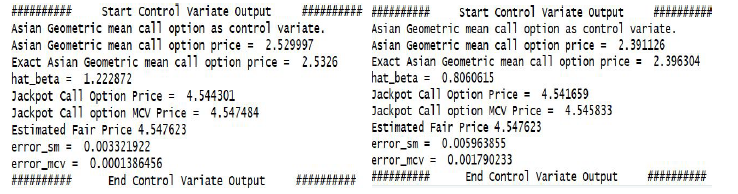 ########## Start Control Variate Output ##########
Asian Geometric mean call option as control variate.
Asian Geometric mean call option price = 2.529997
Exact Asian Geometric mean call option price = 2.5326
hat_beta = 1.222872
Jackpot Call Option Price = 4.544301
Jackpot Call option MCV Price = 4.547484
Estimated Fair Price 4.547623
error_sm = 0.003321922
error_mcv = 0.0001386456
########## End Control Variate Output ##########
########## Start Control Variate Output ##########
Asian Geometric mean call option as control variate.
Asian Geometric mean call option price = 2.391126
Exact Asian Geometric mean call option price = 2.396304
hat_beta = 0.8060615
Jackpot Call Option Price = 4.541659
Jackpot Call option MCV Price = 4.545833
Estimated Fair Price 4.547623
error_sm = 0.005963855
error_mcv = 0.001790233
########## End Control Variate Output ##########